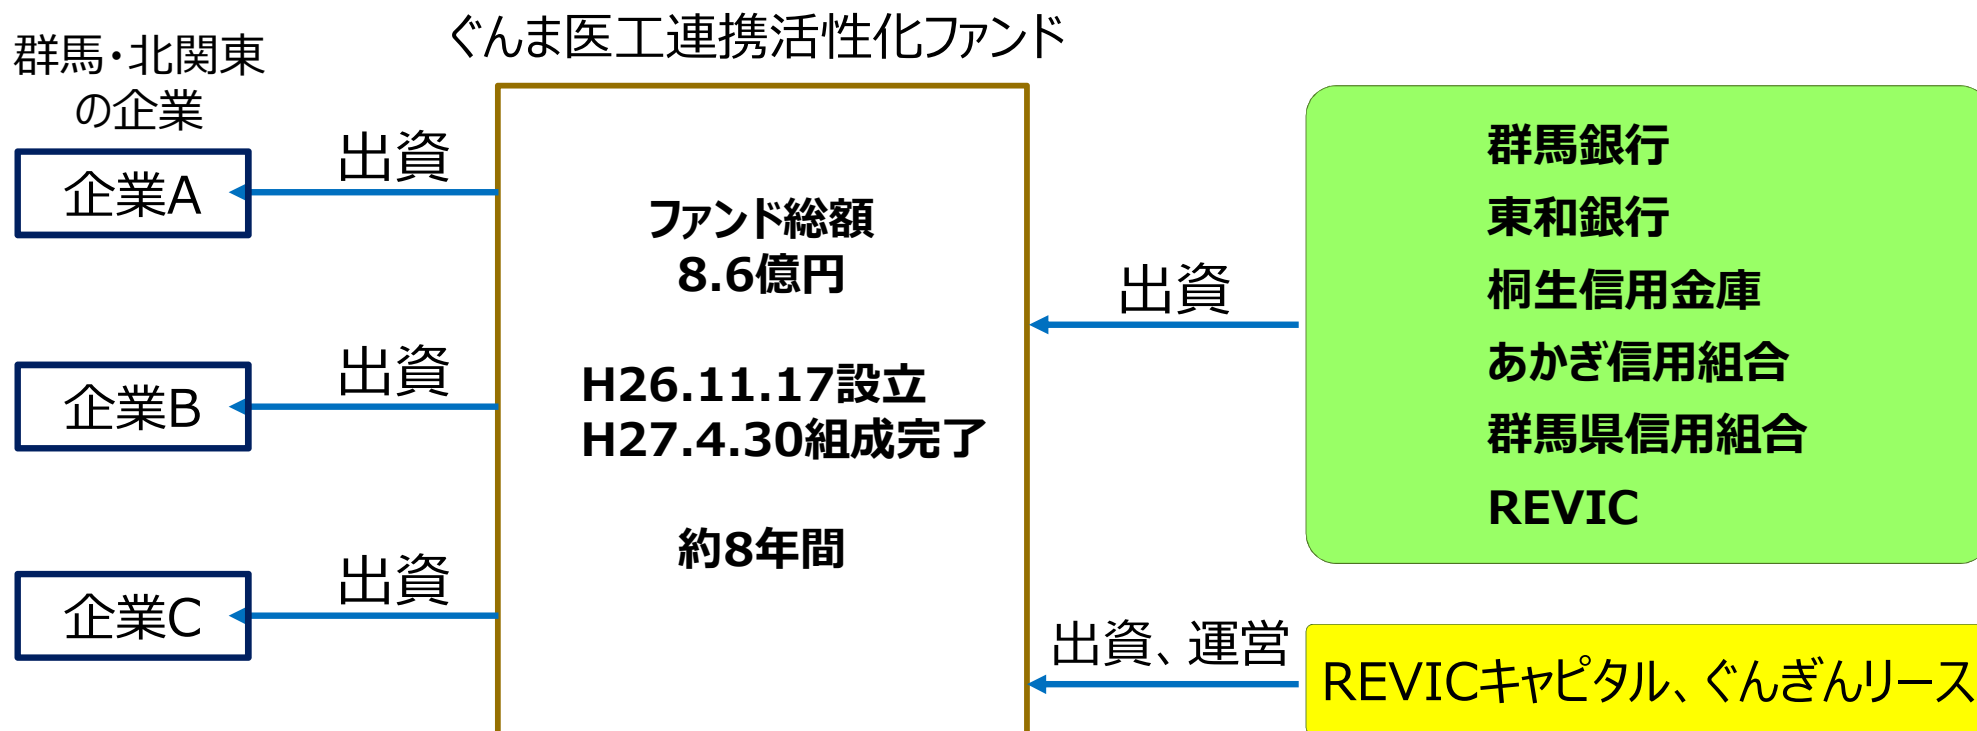 ぐんま医工連携活性化ファンド
群馬・北関東
の企業
企業A
出資
企業B
出資
企業C
出資
ファンド総額
8.6億円
H26.11.17設立
H27.4.30組成完了
約8年間
出資
群馬銀行
東和銀行
桐生信用金庫
あかぎ信用組合
群馬県信用組合
REVIC
出資、運営
REVICキャピタル、ぐんぎんリース